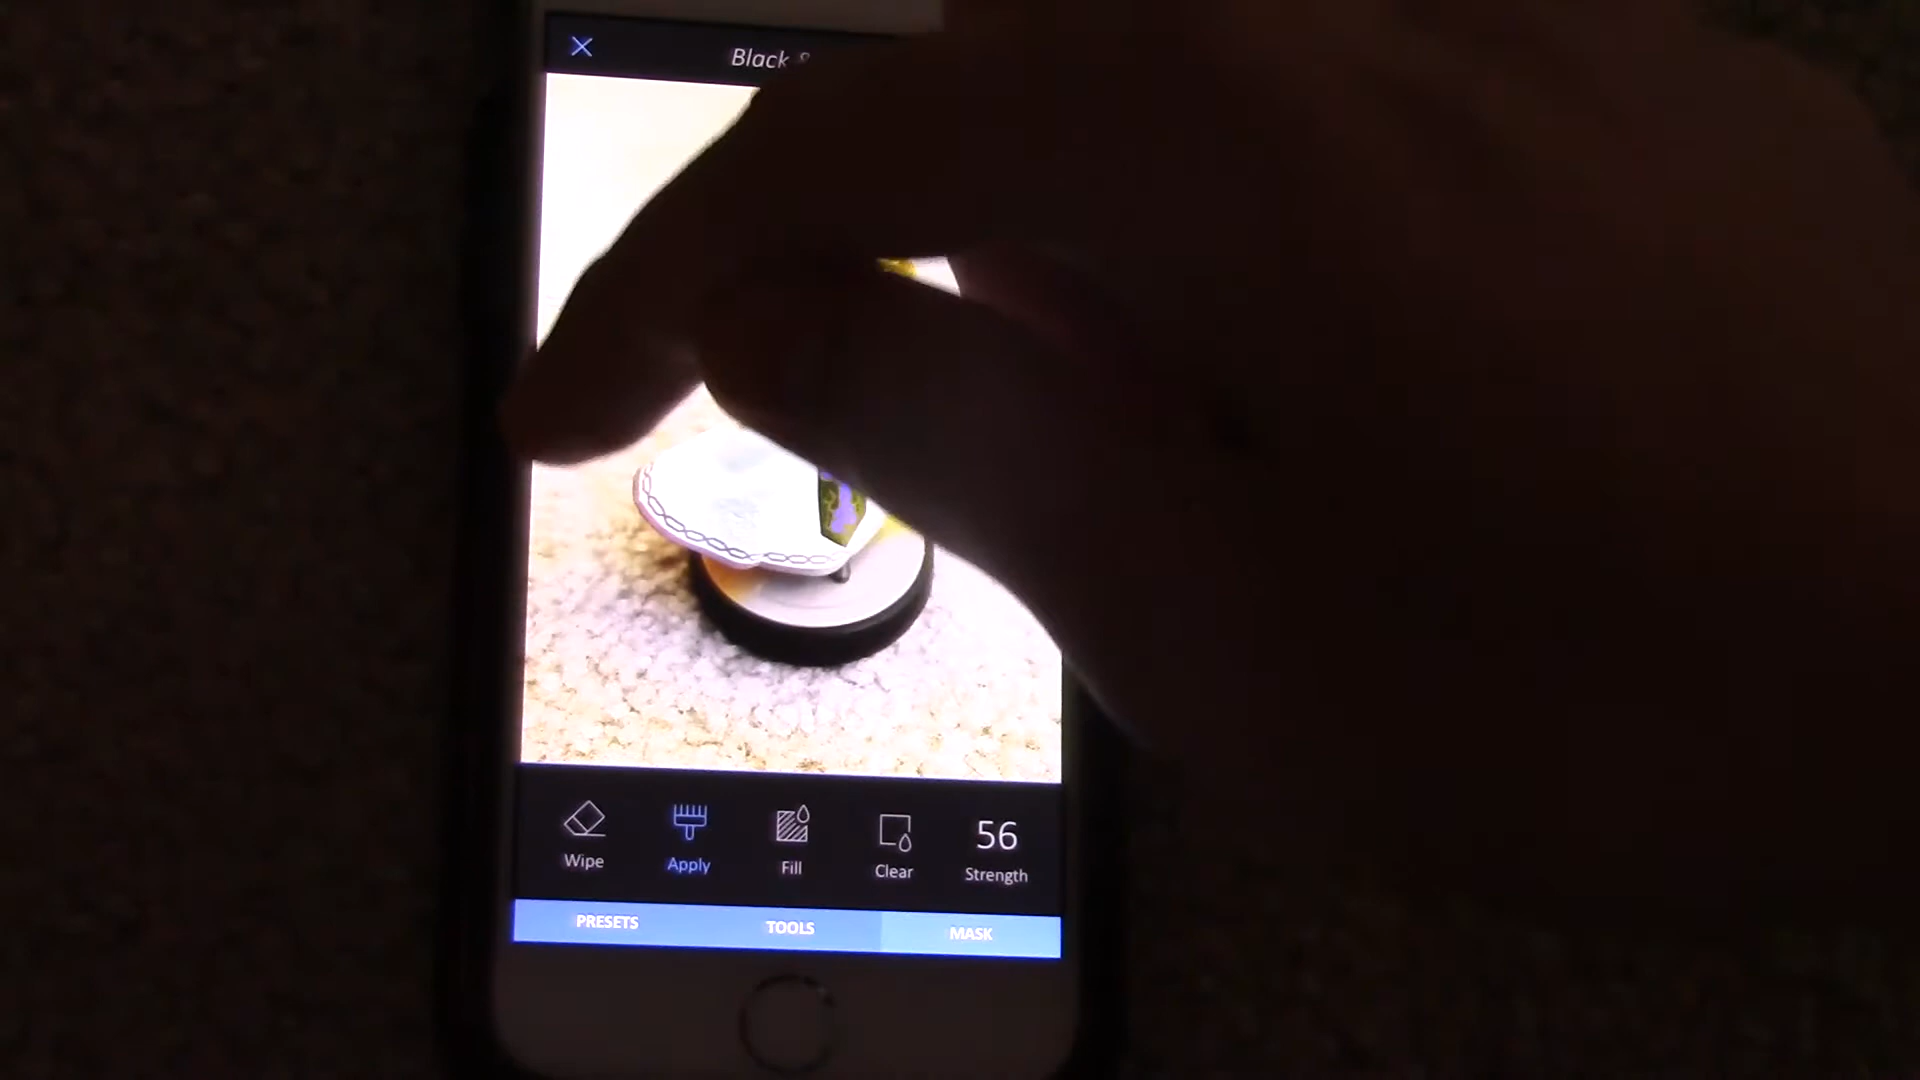 Black &
Wipe
Apply
Fill
Clear
56
Strength
PRESETS
TOOLS
MASK